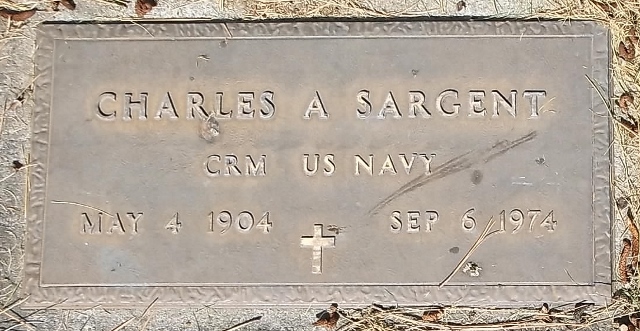 CHARLES A SARGENT
CRM US NAVY
MAY 4 1904 SEP 6 1974